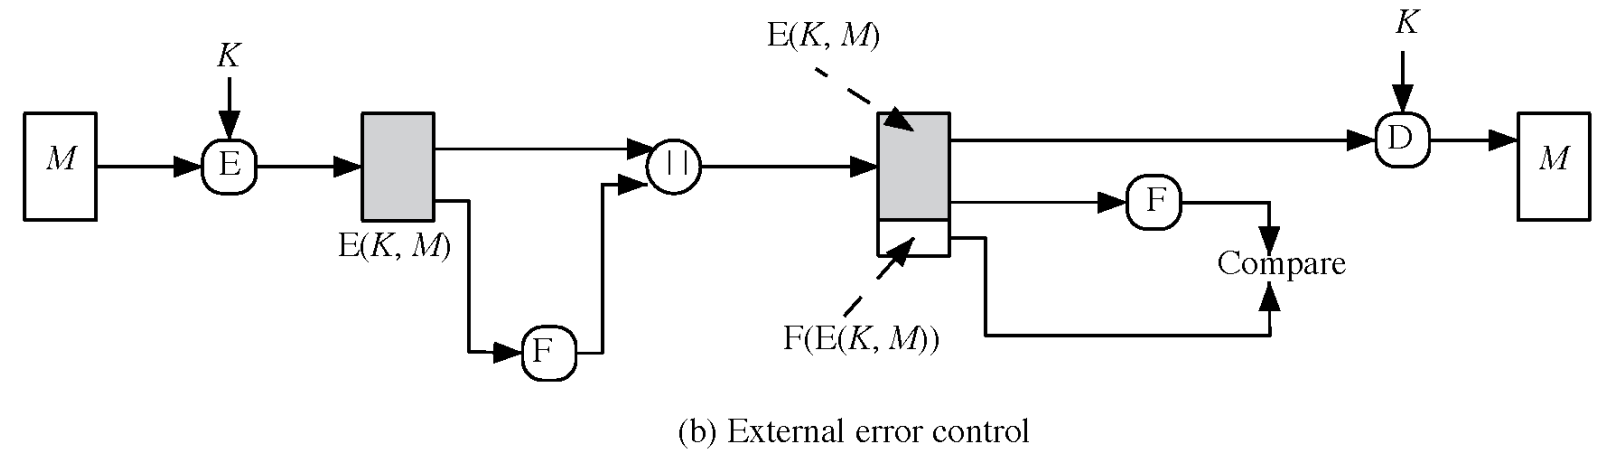 E(K, M)
K
K
M
E
||
D
M
F
E(K, M)
Compare
F(E(K, M))
F
(b) External error control